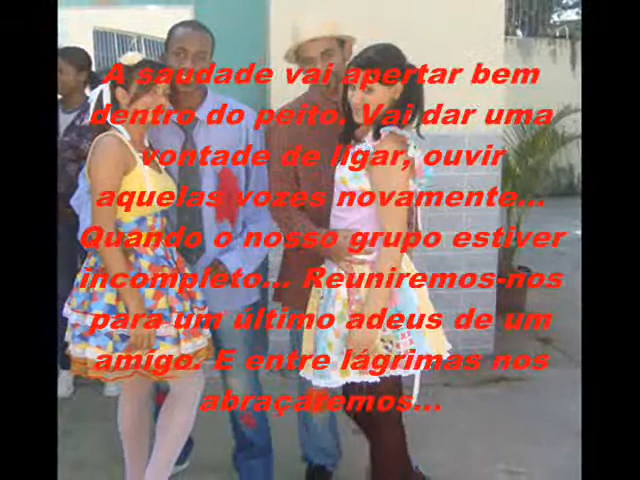 A saudade vai apertar bem
dentro do peito. Vai dar uma
vontade de ligar, ouvir
aquelas vozes novamente...
Quando o nosso grupo estiver
incompleto... Reuniremos-nos
para um último adeus de um
amigo. E entre lágrimas nos
abraçaremos...